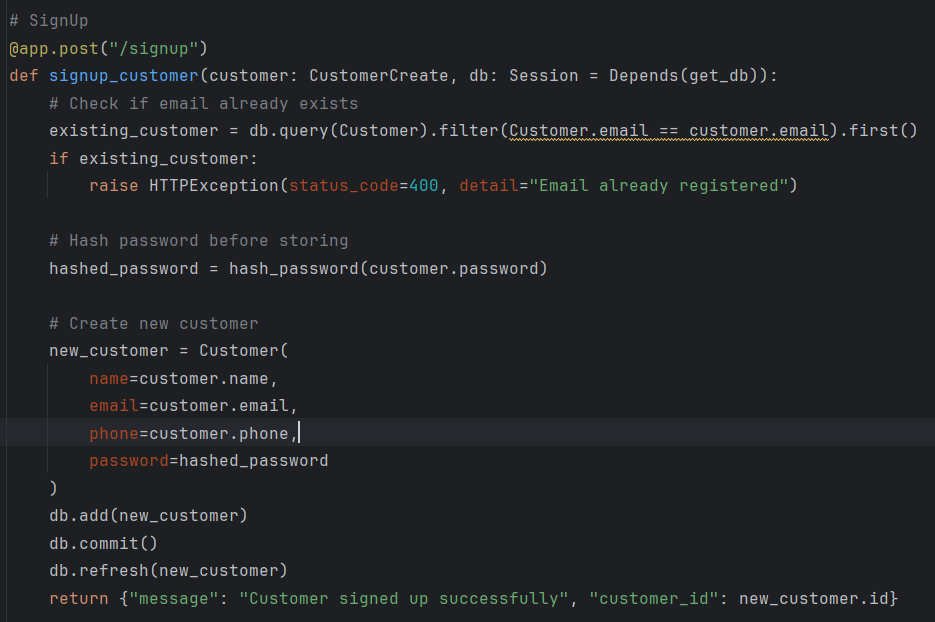 # SignUp
@app.post("/signup")
def signup_customer(customer: CustomerCreate, db: Session = Depends(get_db)):
    # Check if email already exists
    existing_customer = db.query(Customer).filter(Customer.email == customer.email).first()
    if existing_customer:
        raise HTTPException(status_code=400, detail="Email already registered")

    # Hash password before storing
    hashed_password = hash_password(customer.password)

    # Create new customer
    new_customer = Customer(
        name=customer.name,
        email=customer.email,
        phone=customer.phone,
        password=hashed_password
    )
    db.add(new_customer)
    db.commit()
    db.refresh(new_customer)
    return {"message": "Customer signed up successfully", "customer_id": new_customer.id}